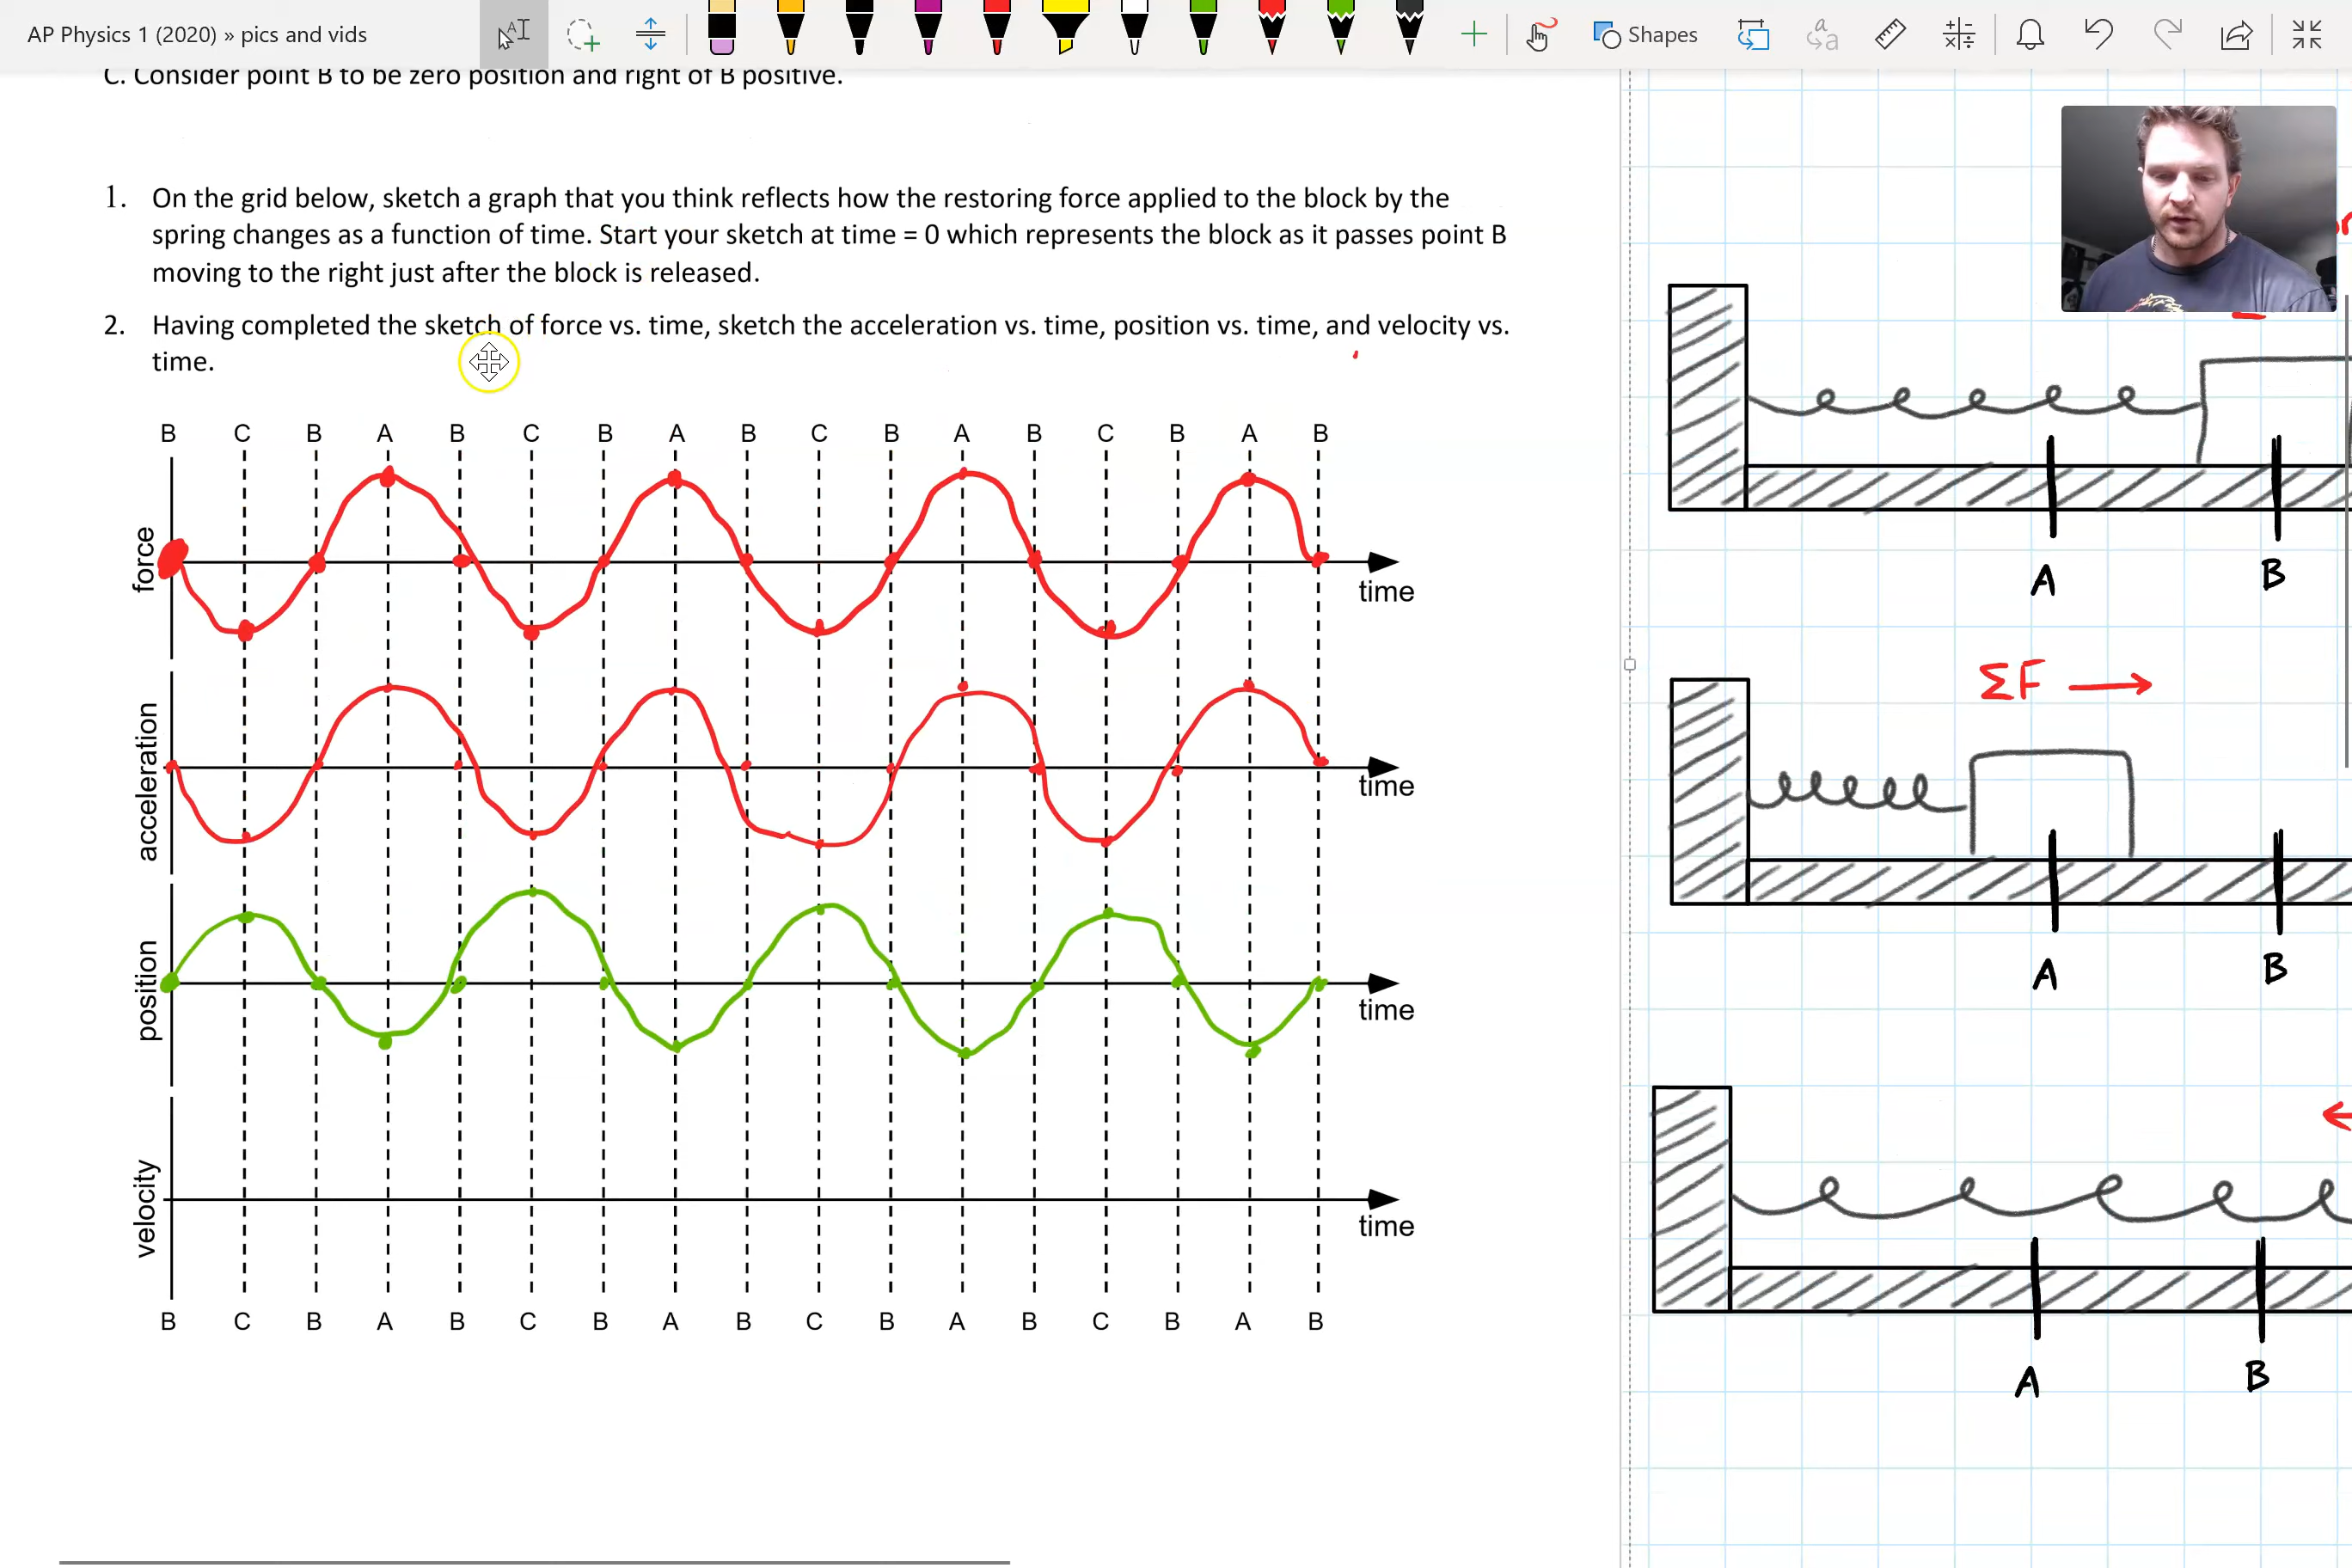 AP Physics 1 (2020) » pics and vids
Shapes
C. Consider point B to be zero position and right of B positive.
1. On the grid below, sketch a graph that you think reflects how the restoring force applied to the block by the
spring changes as a function of time. Start your sketch at time = 0 which represents the block as it passes point B
moving to the right just after the block is released.
2. Having completed the sketch of force vs. time, sketch the acceleration vs. time, position vs. time, and velocity vs.
time.
B C B A B C B A B C B A B C B A B
force
time
acceleration
time
position
time
velocity
time
B C B A B C B A B C B A B C B A B
A B
ΣF →
A B
A B